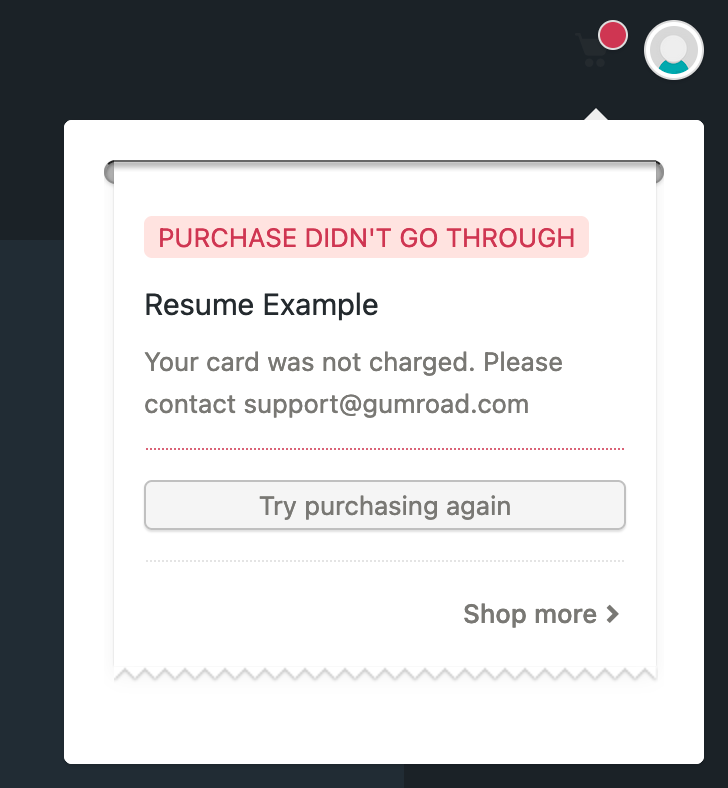 PURCHASE DIDN'T GO THROUGH
Resume Example
Your card was not charged. Please
contact support@gumroad.com
Try purchasing again
Shop more